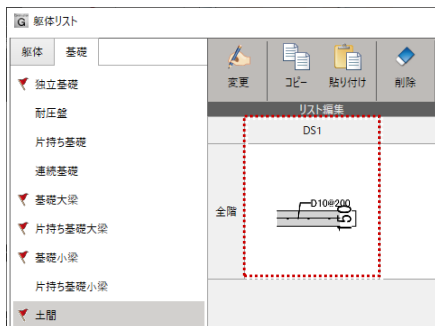 G 躯体リスト
躯体 基礎
独立基礎
耐圧盤
片持ち基礎
連続基礎
基礎大梁
片持ち基礎大梁
基礎小梁
片持ち基礎小梁
土間
変更 コピー 貼り付け 削除
リスト編集
DS1
全階
D10@200
150